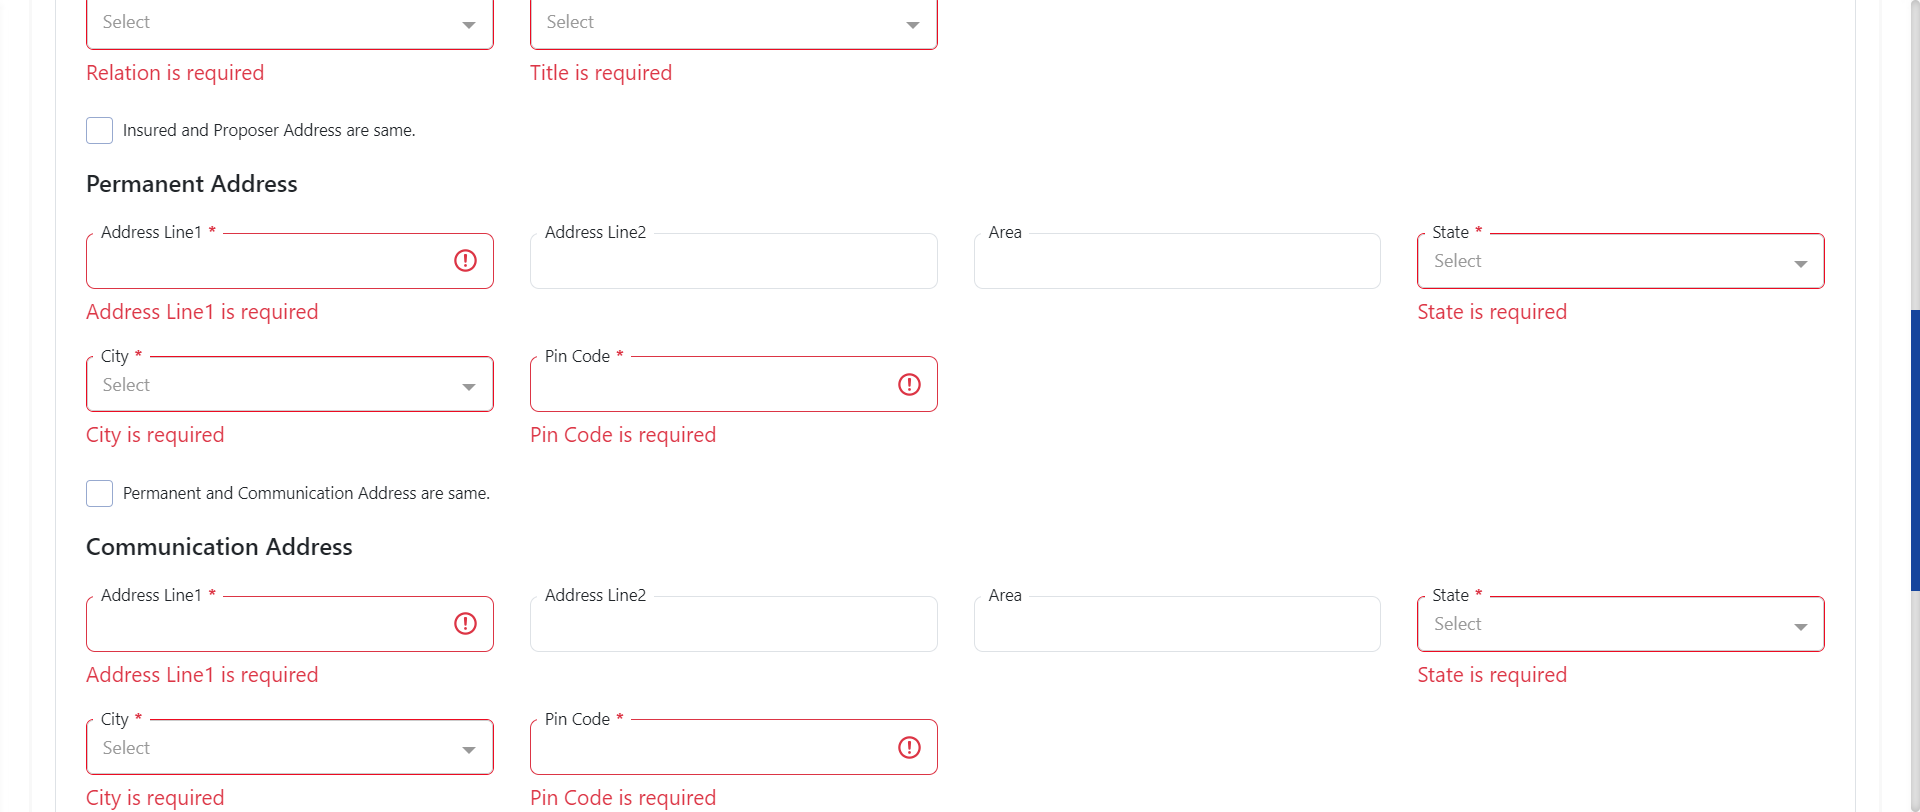 Select Select
Relation is required Title is required
Insured and Proposer Address are same.
Permanent Address
Address Line1 * Address Line2 Area State *
Select
Address Line1 is required State is required
City * Pin Code *
Select
City is required Pin Code is required
Permanent and Communication Address are same.
Communication Address
Address Line1 * Address Line2 Area State *
Select
Address Line1 is required State is required
City * Pin Code *
Select
City is required Pin Code is required